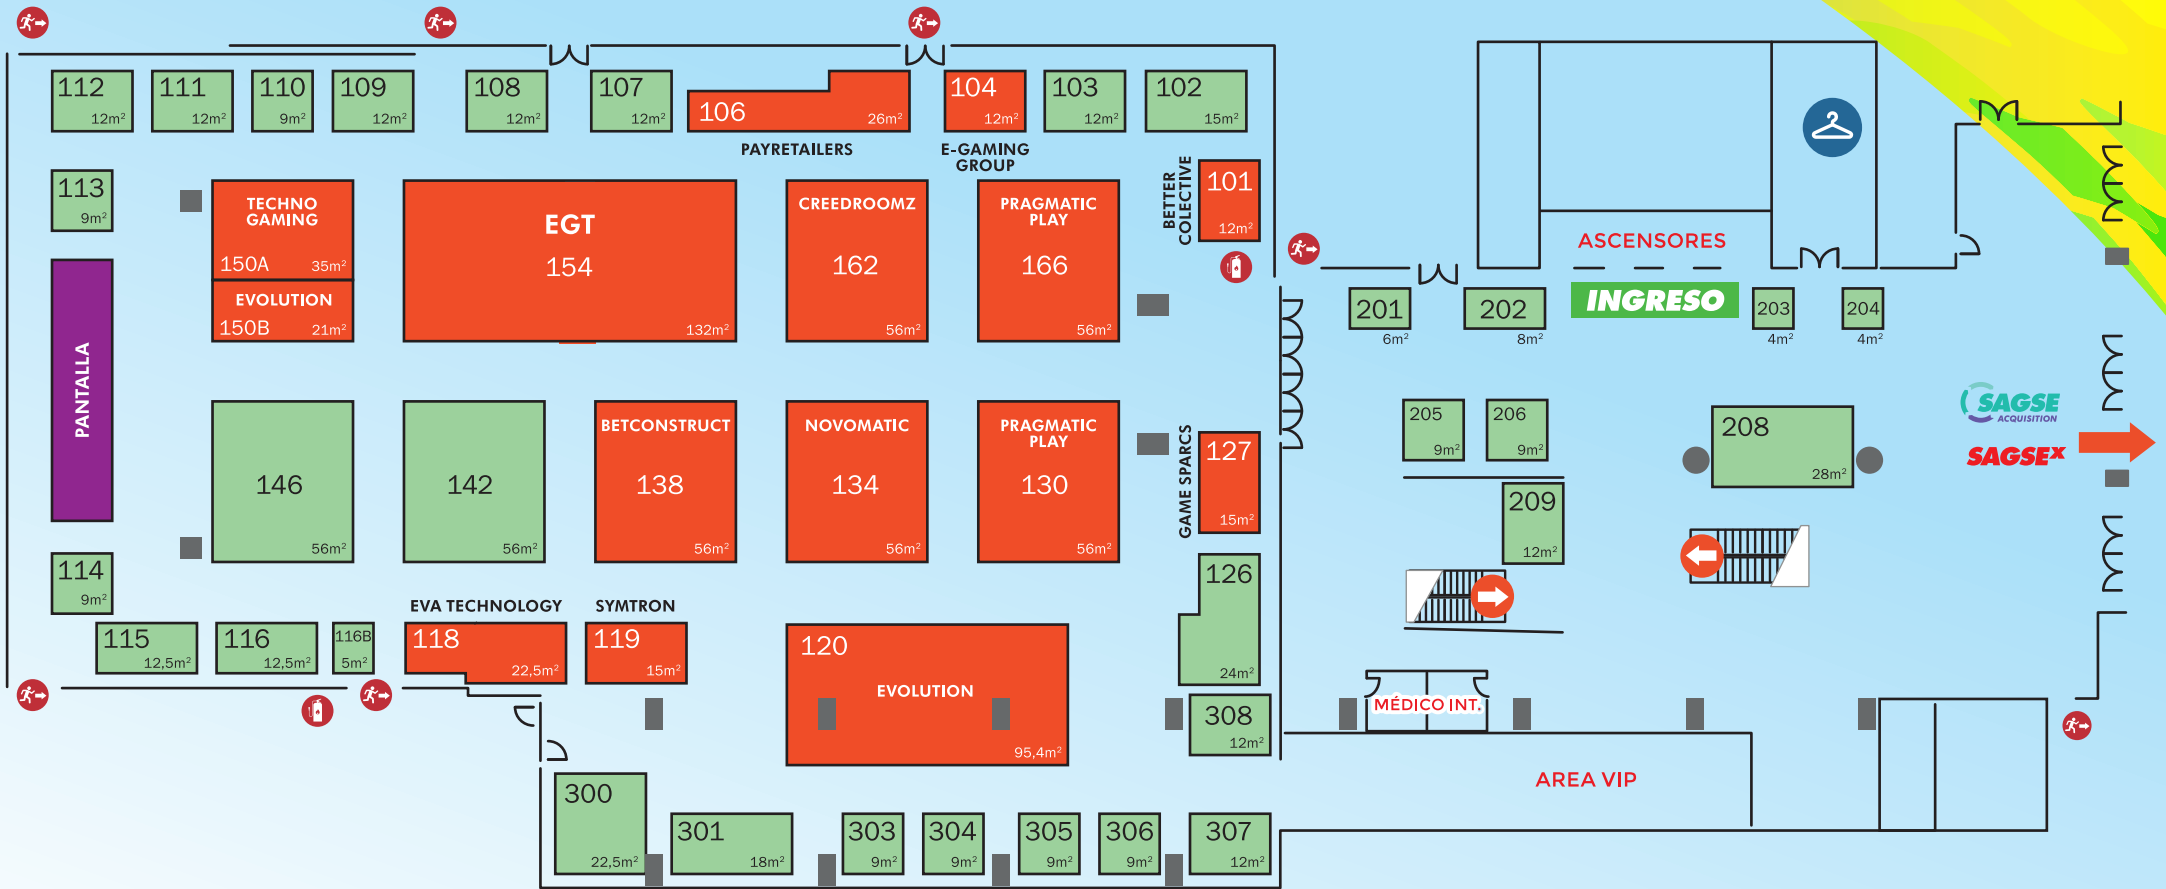 112
12m²
111
12m²
110
9m²
109
12m²
108
12m²
107
12m²
106
26m²
PAYRETAILERS
104
12m²
E-GAMING
GROUP
103
12m²
102
15m²
113
9m²
TECHNO
GAMING
150A
35m²
EVOLUTION
150B
21m²
EGT
154
132m²
CREEDROOMZ
162
56m²
PRAGMATIC
PLAY
166
56m²
BETTER
COLECTIVE
101
12m²
ASCENSORES
INGRESO
201
6m²
202
8m²
203
4m²
204
4m²
PANTALLA
146
56m²
142
56m²
BETCONSTRUCT
138
56m²
NOVOMATIC
134
56m²
PRAGMATIC
PLAY
130
56m²
GAME SPARCS
127
15m²
205
9m²
206
9m²
208
28m²
SAGSE
ACQUISITION
SAGSEX
209
12m²
114
9m²
115
12,5m²
116
12,5m²
116B
5m²
EVA TECHNOLOGY
118
22,5m²
SYMTRON
119
15m²
120
EVOLUTION
95,4m²
126
24m²
308
12m²
MÉDICO INT.
AREA VIP
300
22,5m²
301
18m²
303
9m²
304
9m²
305
9m²
306
9m²
307
12m²